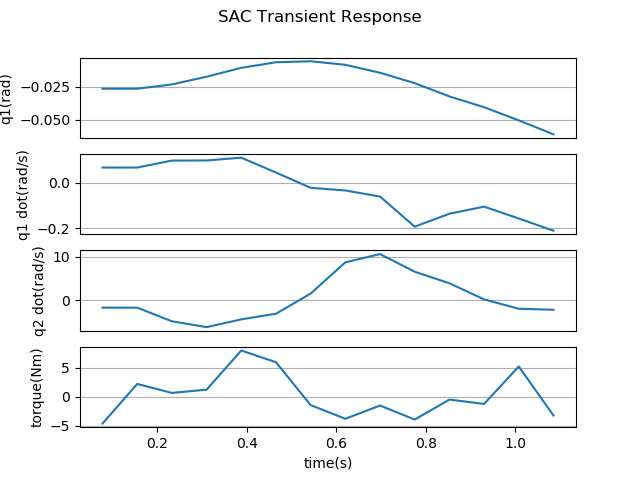 SAC Transient Response
q1(rad)
−0.025
−0.050
q1 dot(rad/s)
0.0
−0.2
q2 dot(rad/s)
10
0
torque(Nm)
5
0
−5
0.2 0.4 0.6 0.8 1.0
time(s)